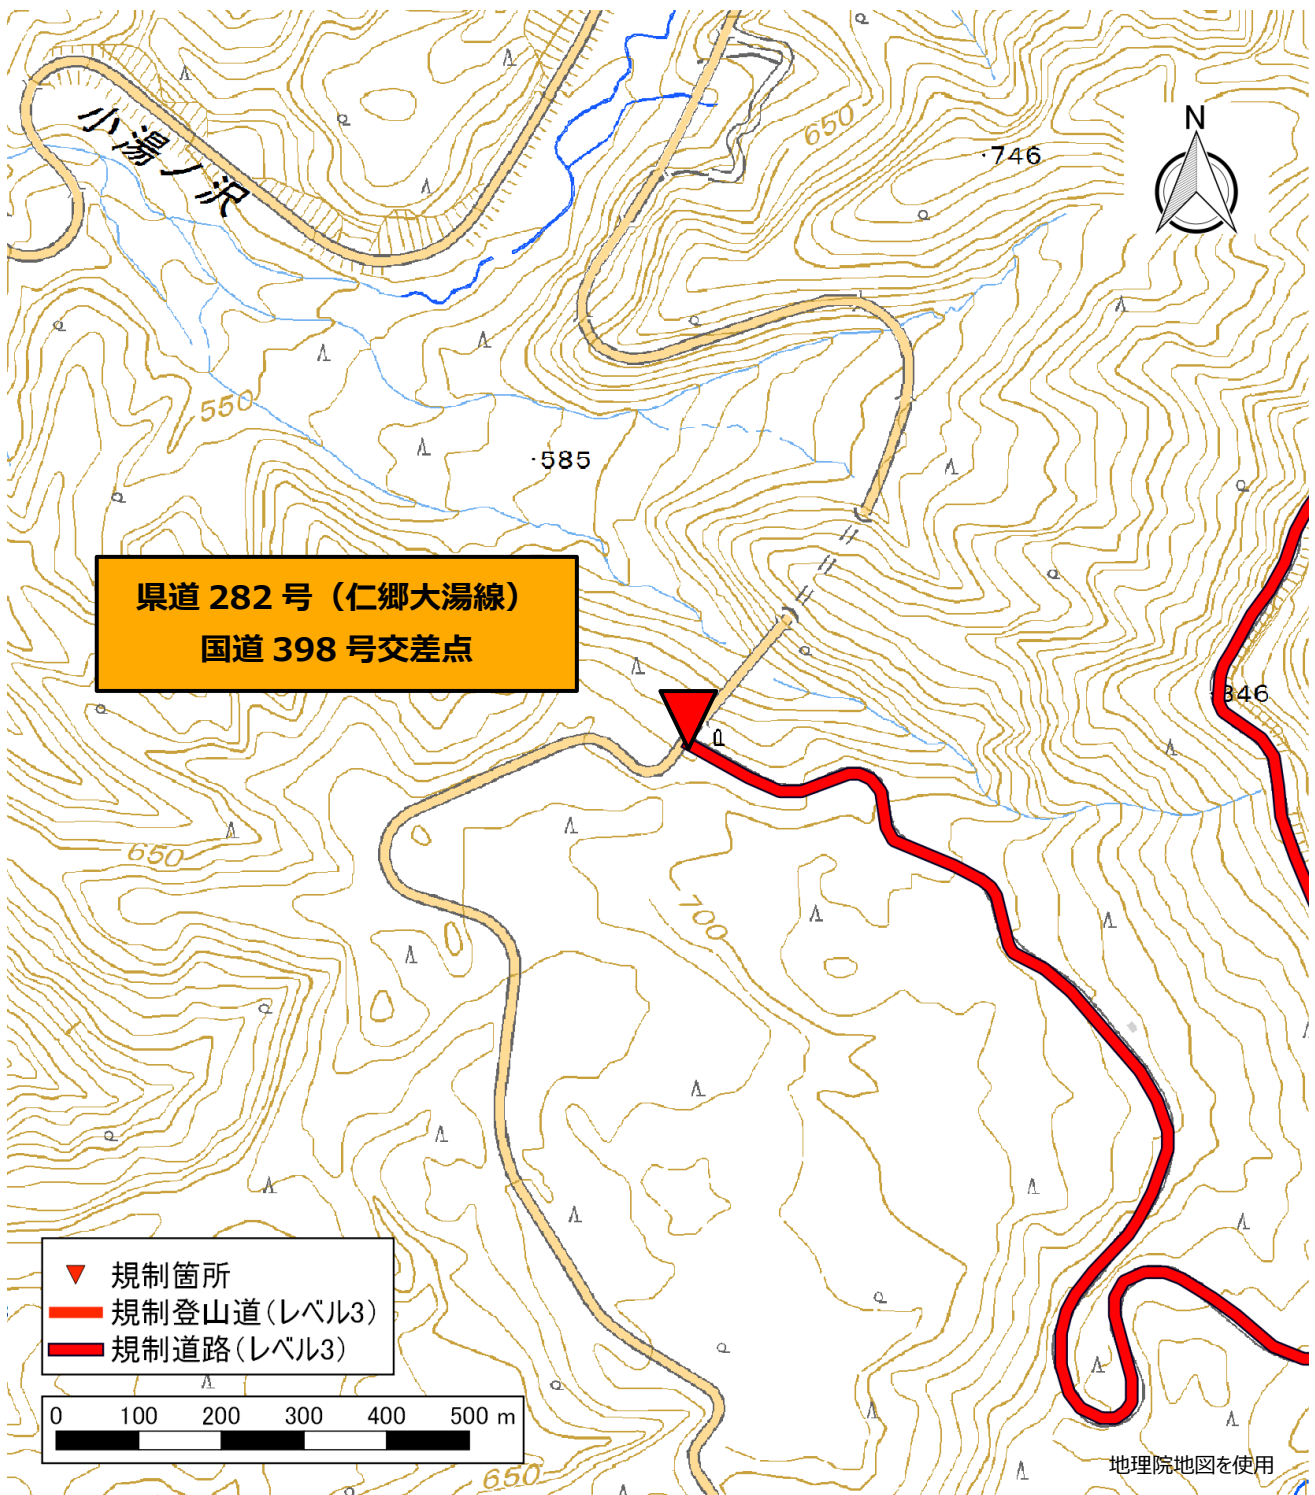 小湯ノ沢
650
・746
N
550
・585
県道 282 号（仁郷大湯線）
国道 398 号交差点
846
650
700
規制箇所
規制登山道（レベル3）
規制道路（レベル3）
0 100 200 300 400 500 m
650
地理院地図を使用